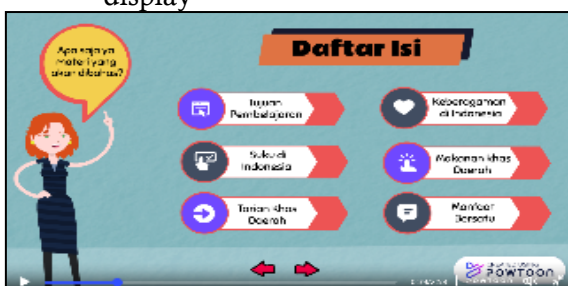 display
Apa saja ya
materi yang
akan dibahas?
Daftar Isi
Tujuan
Pembelajaran
Keberagaman
di Indonesia
Suku di
Indonesia
Makanan khas
Daerah
Tarian Khas
Daerah
Manfaat
Bersatu
POWTOON